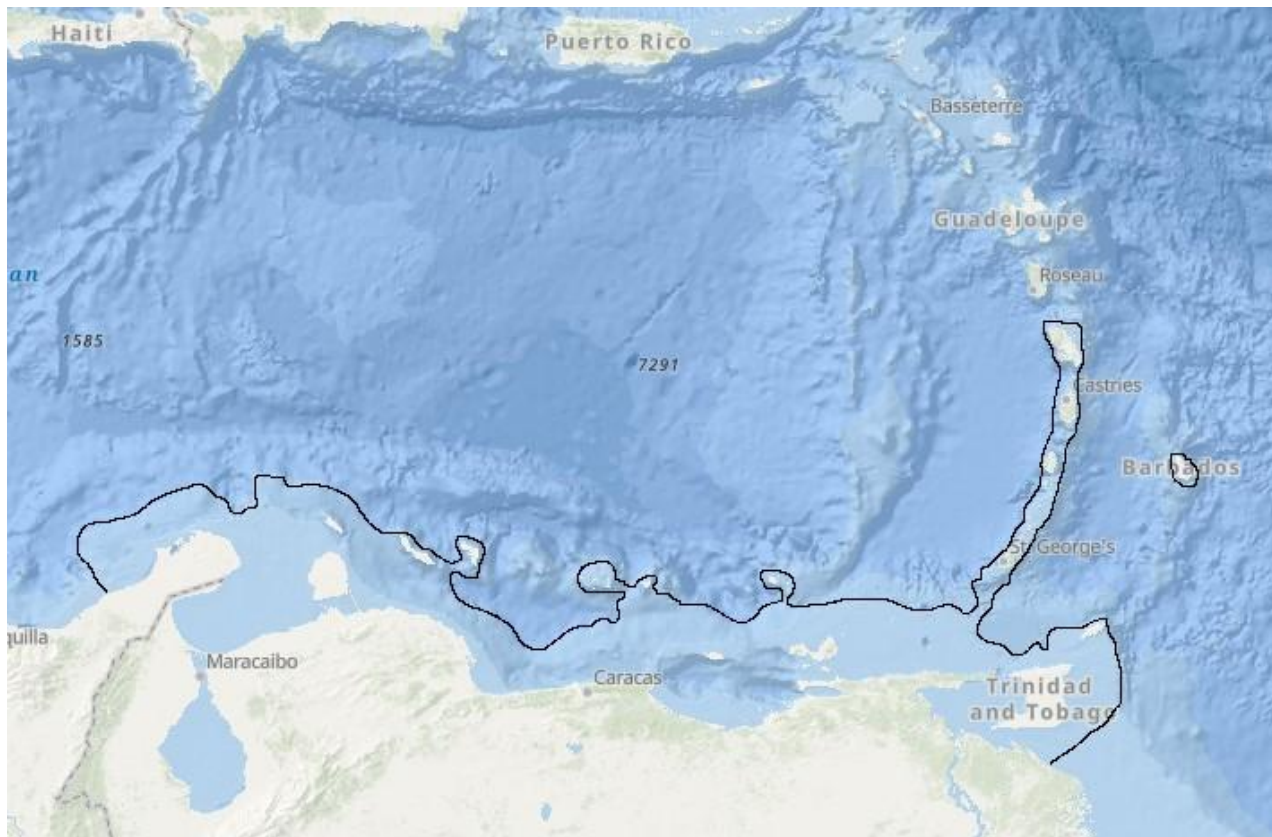 Haiti
Puerto Rico
Basseterre
Guadeloupe
an
Roseau
1585
7291
Castries
Barbados
St. George's
quilla
Maracaibo
Caracas
Trinidad
and Tobago